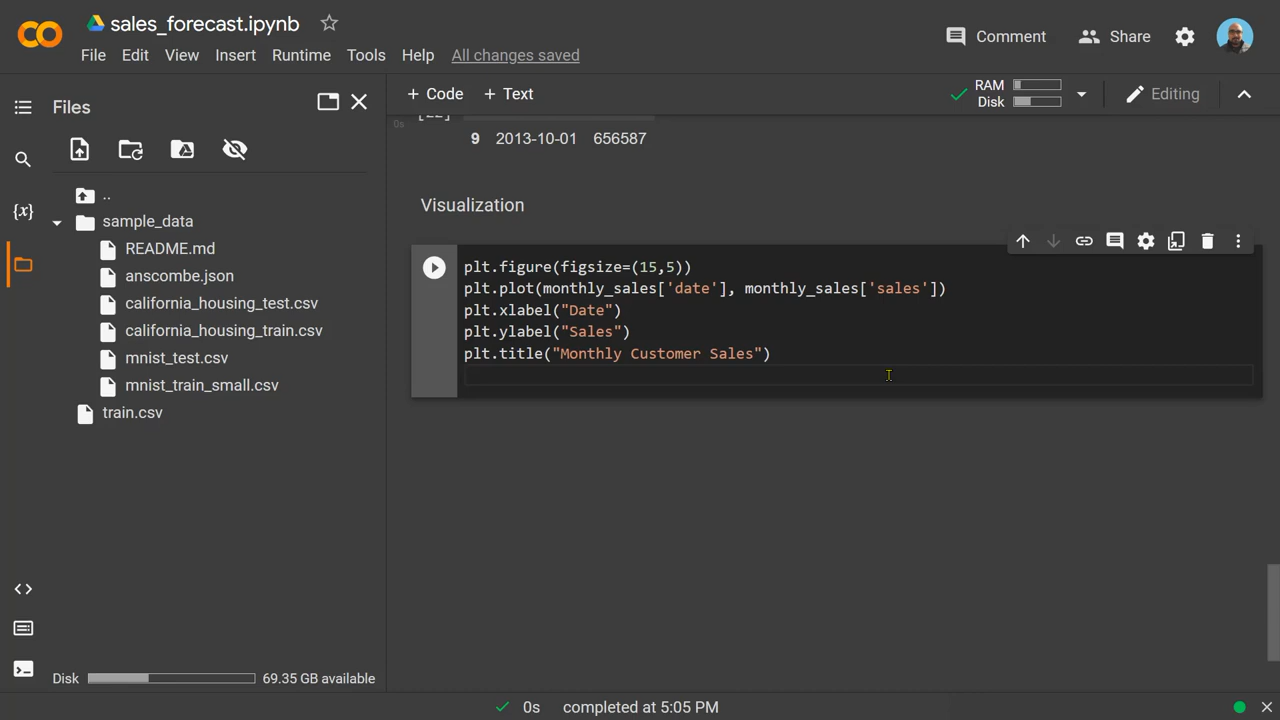 sales_forecast.ipynb
File Edit View Insert Runtime Tools Help All changes saved
Comment Share
Files
+ Code + Text
RAM
Disk
Editing
0s
9 2013-10-01 656587
..
sample_data
README.md
anscombe.json
california_housing_test.csv
california_housing_train.csv
mnist_test.csv
mnist_train_small.csv
train.csv
{x}
Visualization
plt.figure(figsize=(15,5))
plt.plot(monthly_sales['date'], monthly_sales['sales'])
plt.xlabel("Date")
plt.ylabel("Sales")
plt.title("Monthly Customer Sales")
Disk 69.35 GB available
0s completed at 5:05 PM